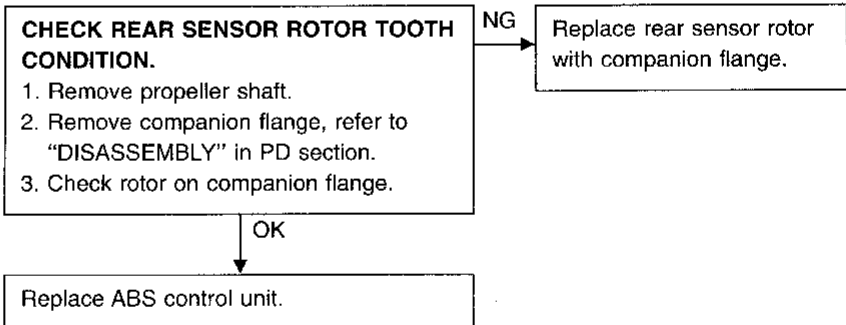 CHECK REAR SENSOR ROTOR TOOTH
CONDITION.
1. Remove propeller shaft.
2. Remove companion flange, refer to
"DISASSEMBLY" in PD section.
3. Check rotor on companion flange.
NG
Replace rear sensor rotor
with companion flange.
OK
Replace ABS control unit.